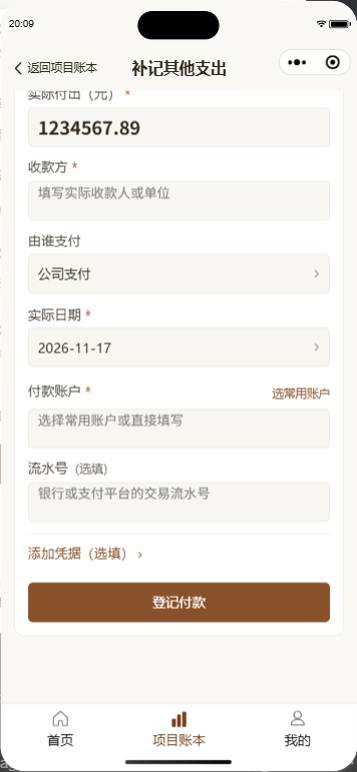 20:09
返回项目账本
补记其他支出
实际付出（元） *
1234567.89
收款方 *
填写实际收款人或单位
由谁支付
公司支付
实际日期 *
2026-11-17
付款账户 *
选常用账户
选择常用账户或直接填写
流水号（选填）
银行或支付平台的交易流水号
添加凭据（选填） ›
登记付款
首页
项目账本
我的